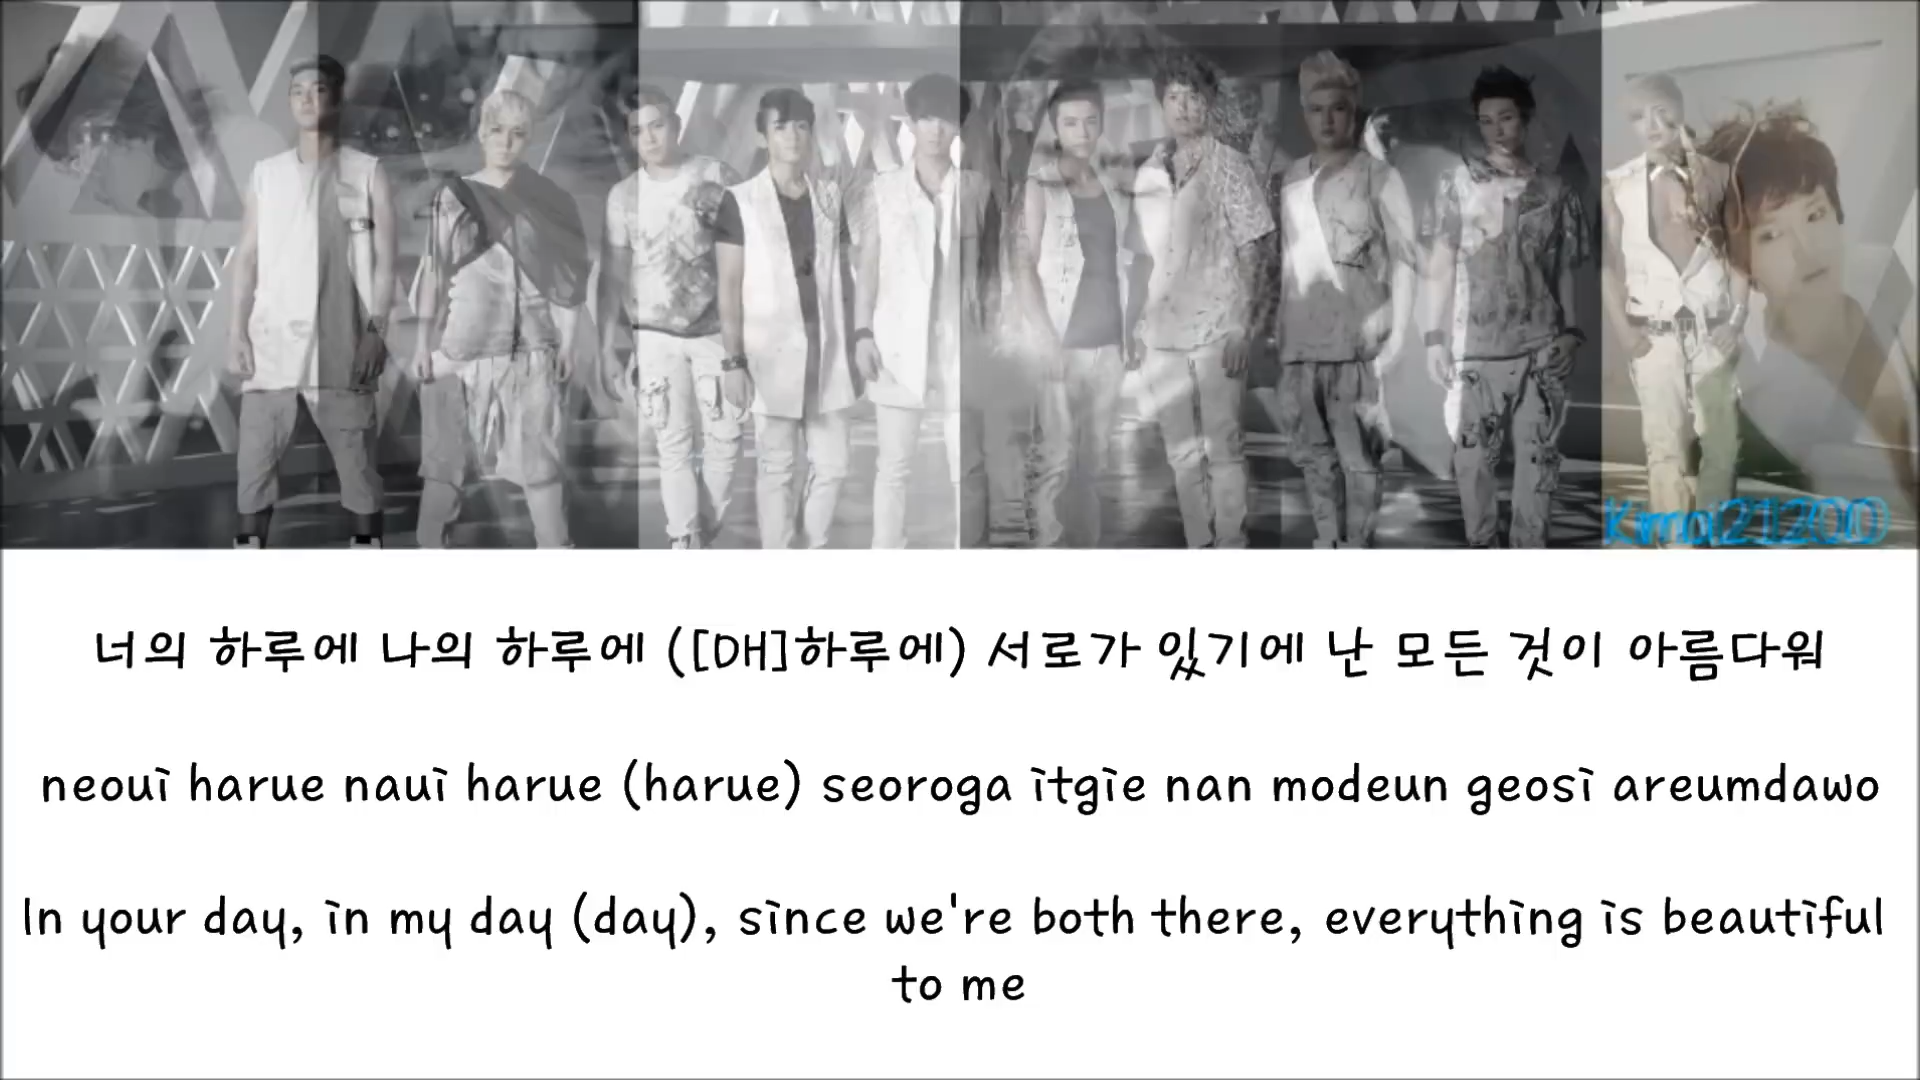 Kimai21200
너의 하루에 나의 하루에 ([DH]하루에) 서로가 있기에 난 모든 것이 아름다워
neoui harue naui harue (harue) seoroga itgie nan modeun geosi areumdawo
In your day, in my day (day), since we're both there, everything is beautiful
to me